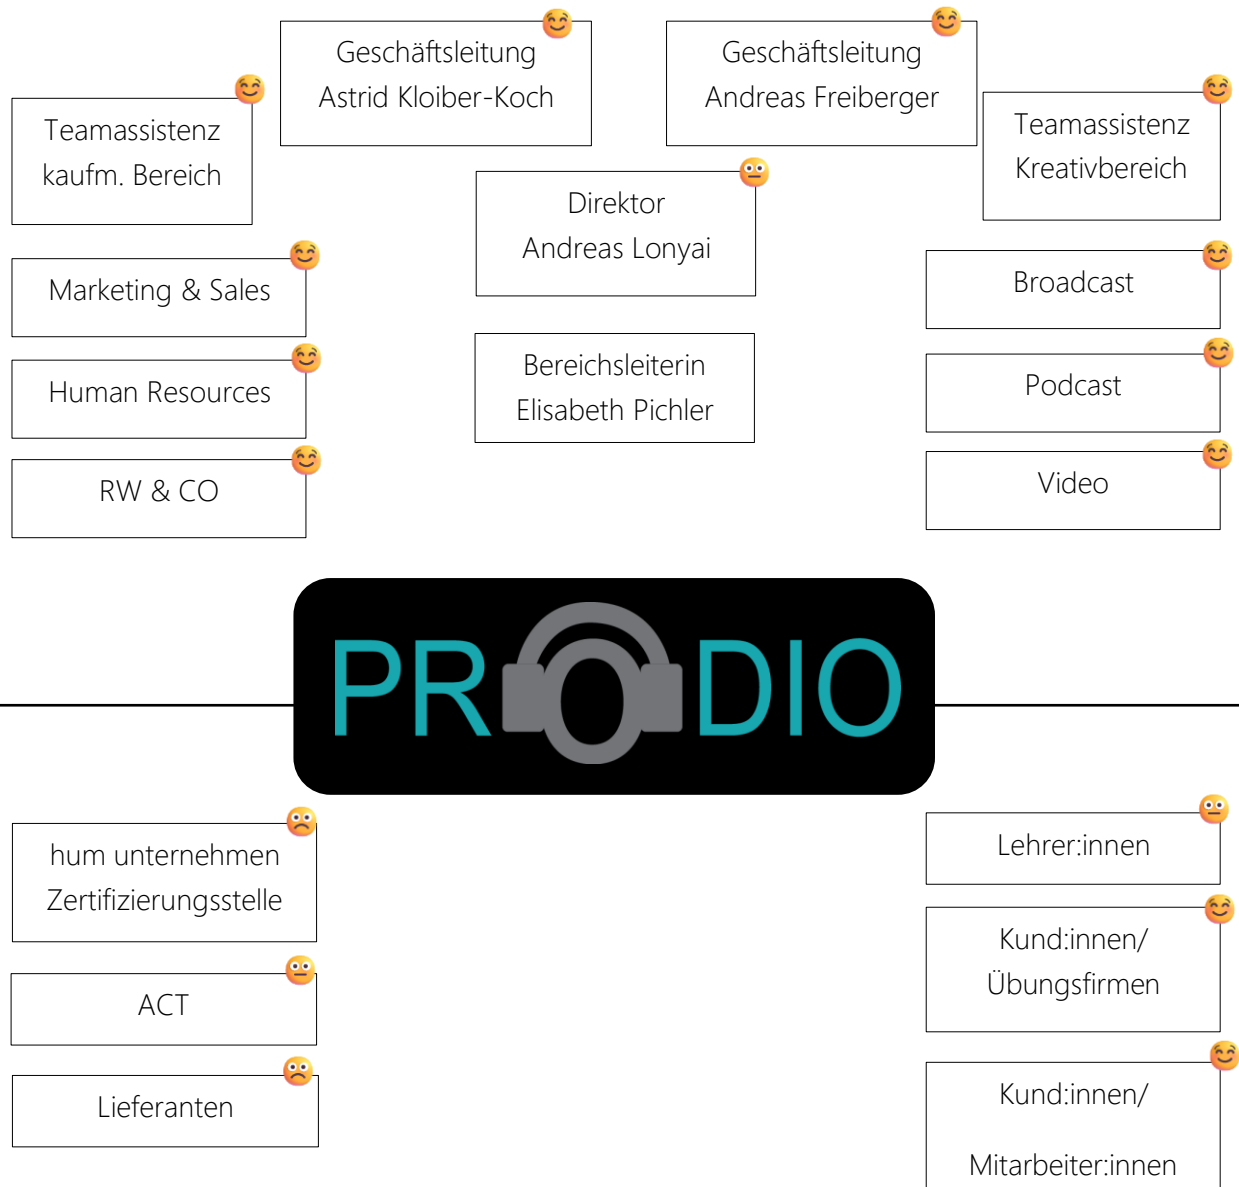 Geschäftsleitung
Astrid Kloiber-Koch
Geschäftsleitung
Andreas Freiberger
Teamassistenz
kaufm. Bereich
Teamassistenz
Kreativbereich
Direktor
Andreas Lonyai
Marketing & Sales
Broadcast
Bereichsleiterin
Elisabeth Pichler
Human Resources
Podcast
RW & CO
Video
PRODIO
hum unternehmen
Zertifizierungsstelle
Lehrer:innen
Kund:innen/
Übungsfirmen
ACT
Lieferanten
Kund:innen/
Mitarbeiter:innen